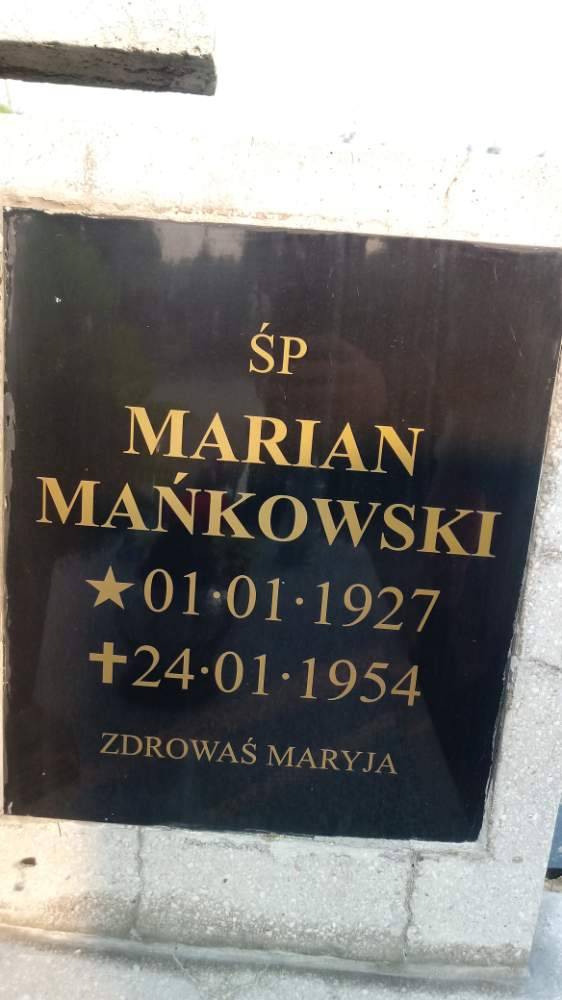 ŚP
MARIAN
MAŃKOWSKI
★01·01·1927
✝24·01·1954
ZDROWAŚ MARYJA